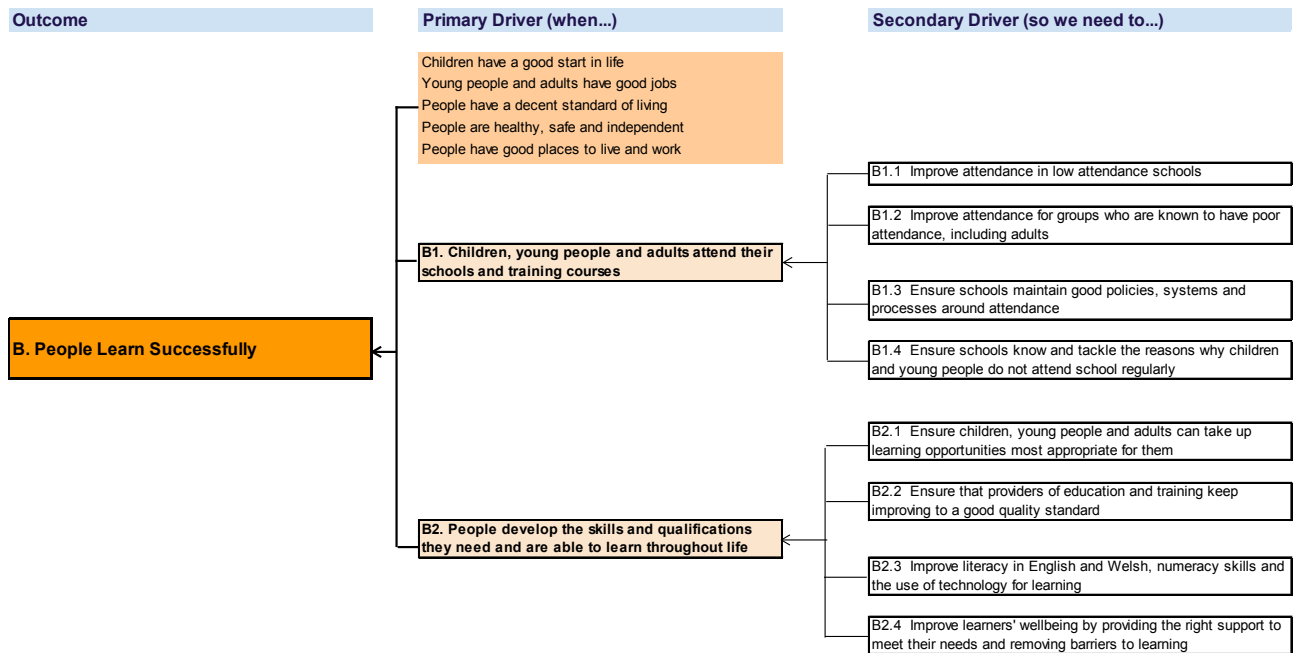 Outcome
Primary Driver (when...)
Secondary Driver (so we need to...)
Children have a good start in life
Young people and adults have good jobs
People have a decent standard of living
People are healthy, safe and independent
People have good places to live and work
B. People Learn Successfully
B1. Children, young people and adults attend their
schools and training courses
B1.1 Improve attendance in low attendance schools
B1.2 Improve attendance for groups who are known to have poor
attendance, including adults
B1.3 Ensure schools maintain good policies, systems and
processes around attendance
B1.4 Ensure schools know and tackle the reasons why children
and young people do not attend school regularly
B2. People develop the skills and qualifications
they need and are able to learn throughout life
B2.1 Ensure children, young people and adults can take up
learning opportunities most appropriate for them
B2.2 Ensure that providers of education and training keep
improving to a good quality standard
B2.3 Improve literacy in English and Welsh, numeracy skills and
the use of technology for learning
B2.4 Improve learners' wellbeing by providing the right support to
meet their needs and removing barriers to learning